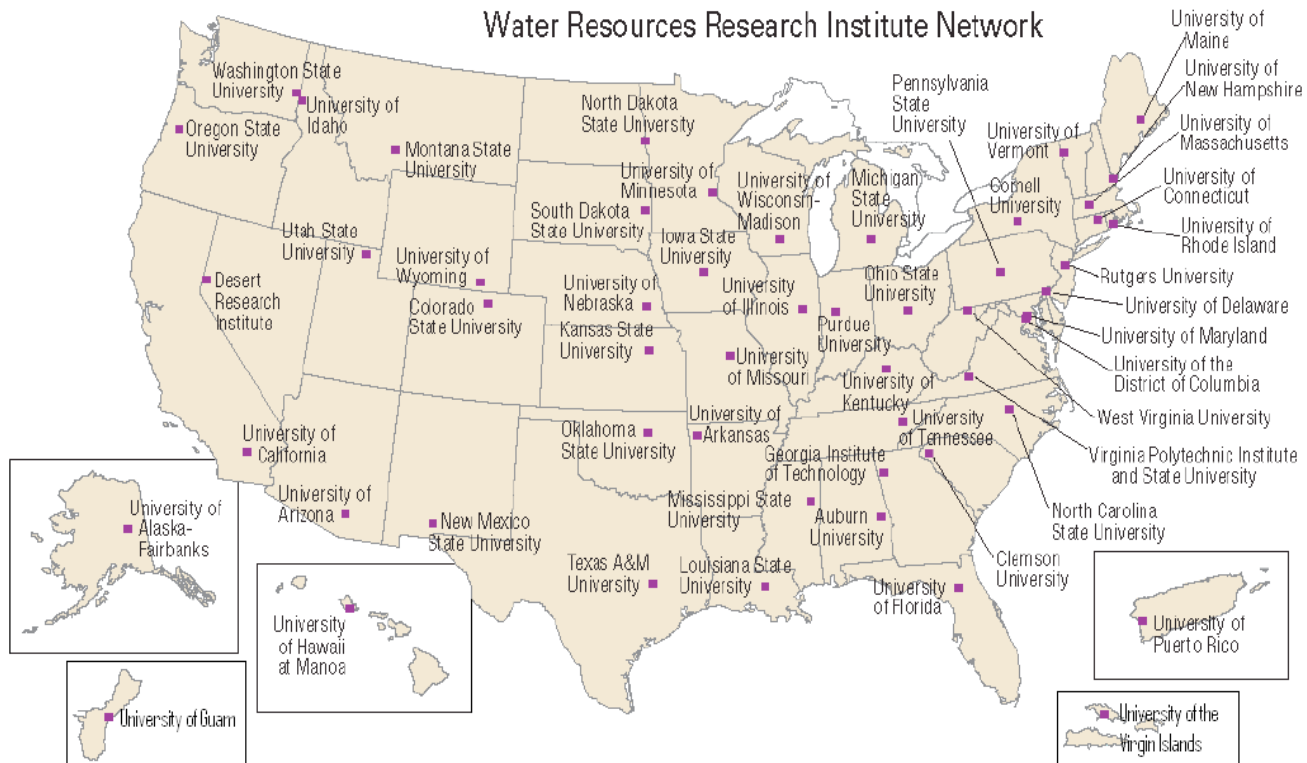 Water Resources Research Institute Network
University of
Maine
University of
New Hampshire
University of
Massachusetts
University of
Connecticut
University of
Rhode Island
Rutgers University
University of Delaware
University of Maryland
University of the
District of Columbia
West Virginia University
Virginia Polytechnic Institute
and State University
North Carolina
State University
Clemson
University
Washington State
University
University of
Idaho
Oregon State
University
Montana State
University
North Dakota
State University
University of
Minnesota
South Dakota
State University
University of
Wisconsin-
Madison
Michigan
State
University
Pennsylvania
State
University
University of
Vermont
Cornell
University
Utah State
University
University of
Wyoming
Desert
Research
Institute
Colorado
State University
Iowa State
University
University of
Nebraska
University
of Illinois
Ohio State
University
Purdue
University
Kansas State
University
University
of Missouri
University of
Kentucky
University of
California
University of
Arizona
New Mexico
State University
Oklahoma
State University
University of
Arkansas
University
of Tennessee
Georgia Institute
of Technology
Mississippi State
University
Auburn
University
Texas A&M
University
Louisiana State
University
University
of Florida
University of
Alaska-
Fairbanks
University
of Hawaii
at Manoa
University of Guam
University of
Puerto Rico
University of the
Virgin Islands